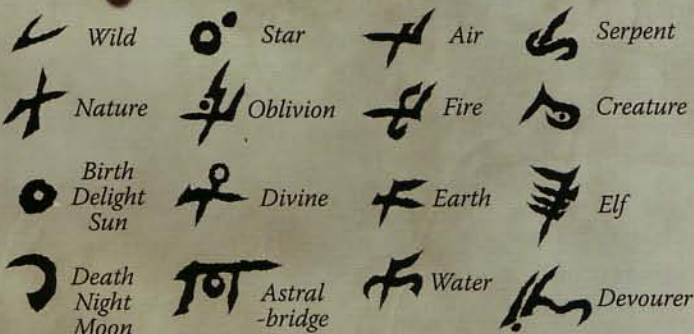 Wild
Star
Air
Serpent
Nature
Oblivion
Fire
Creature
Birth
Delight
Sun
Divine
Earth
Elf
Death
Night
Moon
Astral
-bridge
Water
Devourer